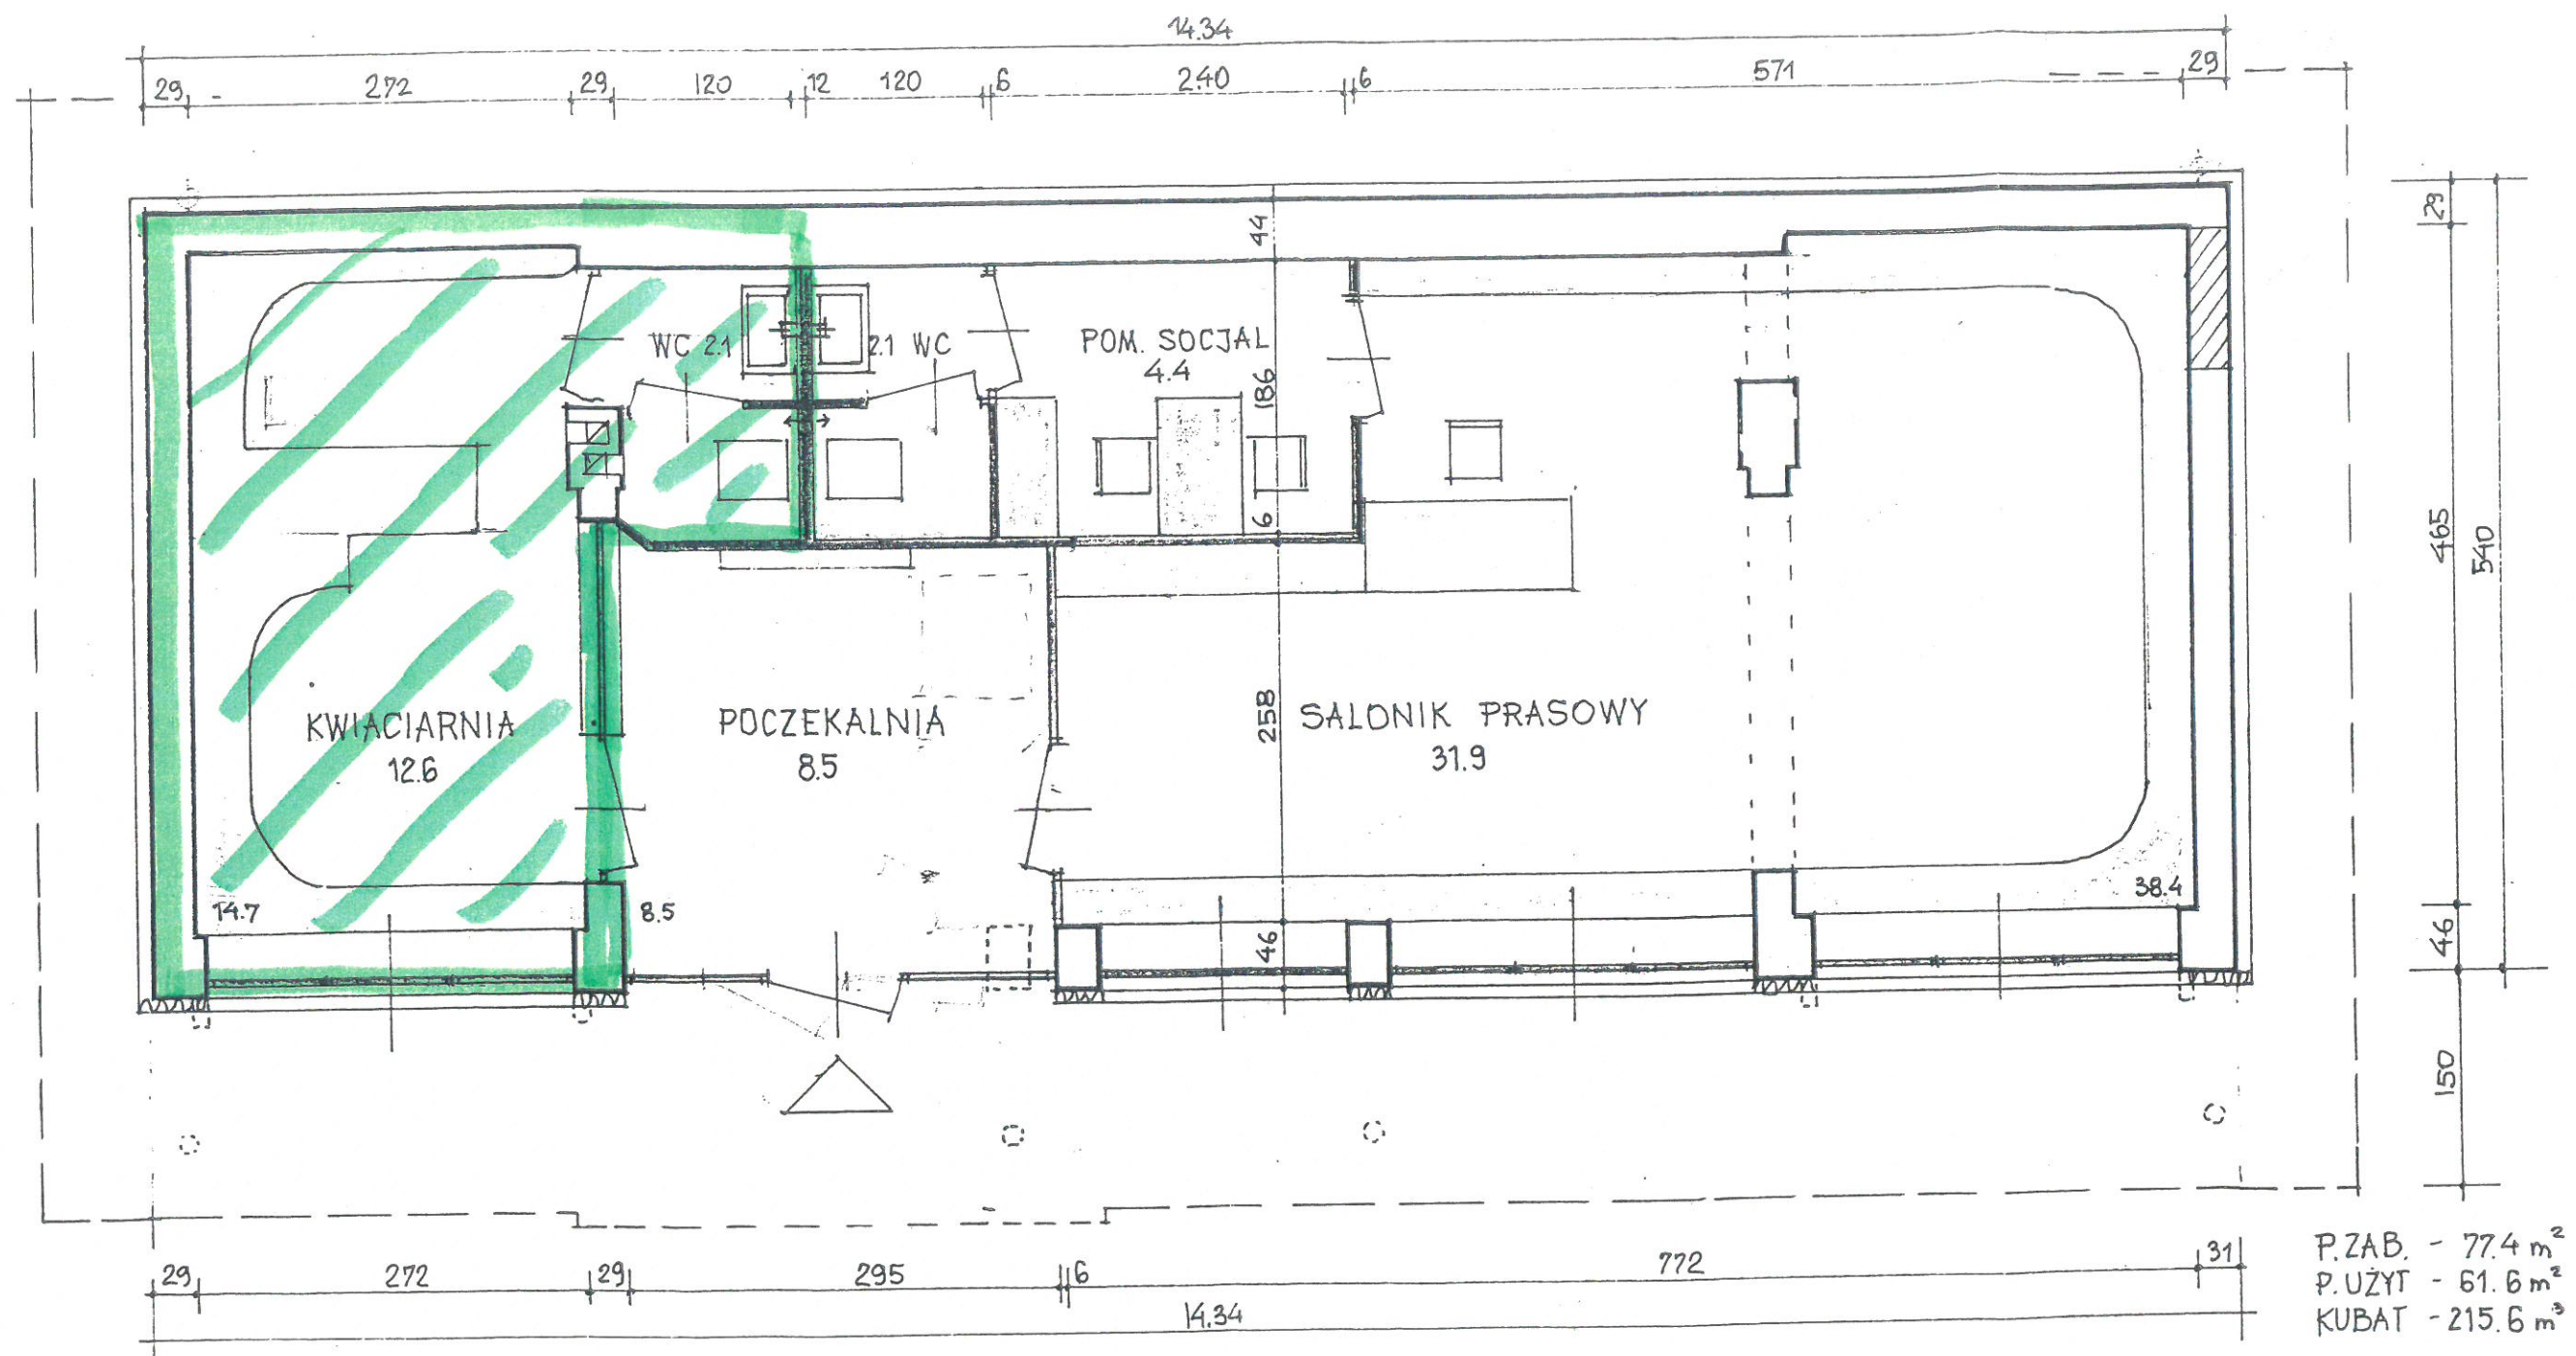 14.34
29 272 29 120 12 120 6 240 6 571 29
44
29
WC 2.1
2.1 WC
POM. SOCJAL
4.4
186
6
465
540
KWIACIARNIA
12.6
POCZEKALNIA
8.5
258
SALONIK PRASOWY
31.9
14.7
8.5
38.4
46
46
150
P.ZAB. - 77.4 m²
P.UŻYT - 61.6 m²
KUBAT - 215.6 m³
29 272 29 295 6 772 31
14.34